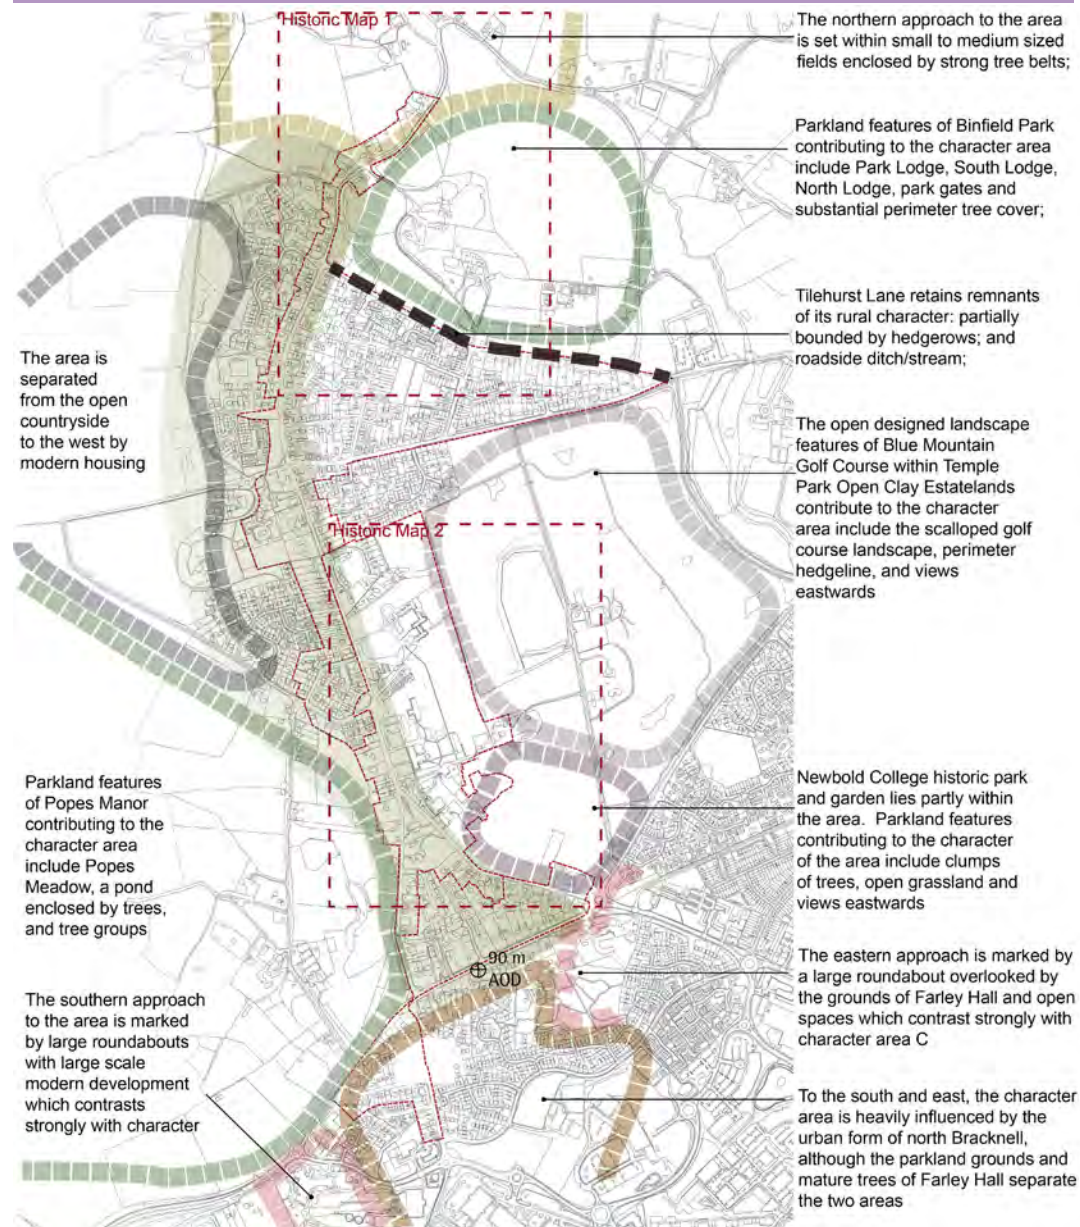 Historic Map 1
The northern approach to the area
is set within small to medium sized
fields enclosed by strong tree belts;
Parkland features of Binfield Park
contributing to the character area
include Park Lodge, South Lodge,
North Lodge, park gates and
substantial perimeter tree cover;
Tilehurst Lane retains remnants
of its rural character: partially
bounded by hedgerows; and
roadside ditch/stream;
The area is
separated
from the open
countryside
to the west by
modern housing
The open designed landscape
features of Blue Mountain
Golf Course within Temple
Park Open Clay Estatelands
contribute to the character
area include the scalloped golf
course landscape, perimeter
hedgeline, and views
eastwards
Historic Map 2
Parkland features
of Popes Manor
contributing to the
character area
include Popes
Meadow, a pond
enclosed by trees,
and tree groups
Newbold College historic park
and garden lies partly within
the area. Parkland features
contributing to the character
of the area include clumps
of trees, open grassland and
views eastwards
90 m
AOD
The eastern approach is marked by
a large roundabout overlooked by
the grounds of Farley Hall and open
spaces which contrast strongly with
character area C
The southern approach
to the area is marked
by large roundabouts
with large scale
modern development
which contrasts
strongly with character
To the south and east, the character
area is heavily influenced by the
urban form of north Bracknell,
although the parkland grounds and
mature trees of Farley Hall separate
the two areas